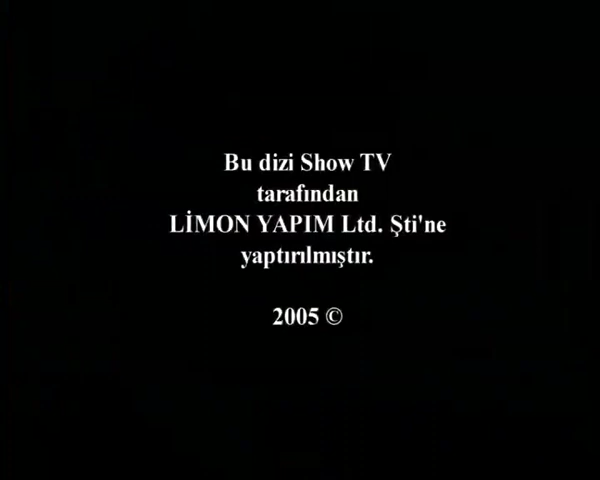 Bu dizi Show TV
tarafından
LİMON YAPIM Ltd. Şti'ne
yaptırılmıştır.
2005 ©